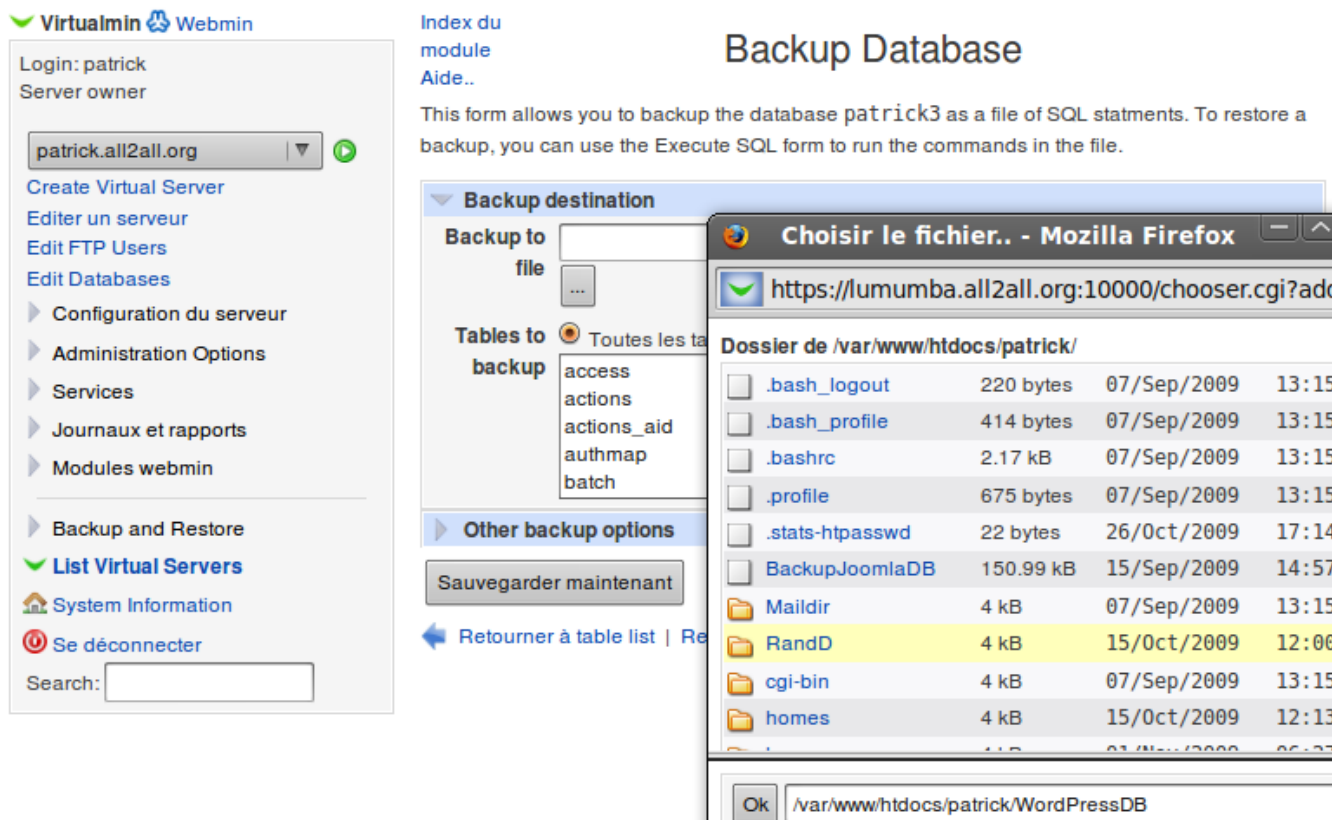 Virtualmin Webmin
Login: patrick
Server owner
patrick.all2all.org
Create Virtual Server
Editer un serveur
Edit FTP Users
Edit Databases
Configuration du serveur
Administration Options
Services
Journaux et rapports
Modules webmin
Backup and Restore
List Virtual Servers
System Information
Se déconnecter
Search:
Index du
module
Aide..
Backup Database
This form allows you to backup the database patrick3 as a file of SQL statments. To restore a
backup, you can use the Execute SQL form to run the commands in the file.
Backup destination
Backup to
file
...
Tables to
backup
Toutes les ta
access
actions
actions_aid
authmap
batch
Other backup options
Sauvegarder maintenant
Retourner à table list | Re
Choisir le fichier.. - Mozilla Firefox
https://lumumba.all2all.org:10000/chooser.cgi?add
Dossier de /var/www/htdocs/patrick/
.bash_logout 220 bytes 07/Sep/2009 13:15
.bash_profile 414 bytes 07/Sep/2009 13:15
.bashrc 2.17 kB 07/Sep/2009 13:15
.profile 675 bytes 07/Sep/2009 13:15
.stats-htpasswd 22 bytes 26/Oct/2009 17:14
BackupJoomlaDB 150.99 kB 15/Sep/2009 14:57
Maildir 4 kB 07/Sep/2009 13:15
RandD 4 kB 15/Oct/2009 12:00
cgi-bin 4 kB 07/Sep/2009 13:15
homes 4 kB 15/Oct/2009 12:13
Ok /var/www/htdocs/patrick/WordPressDB